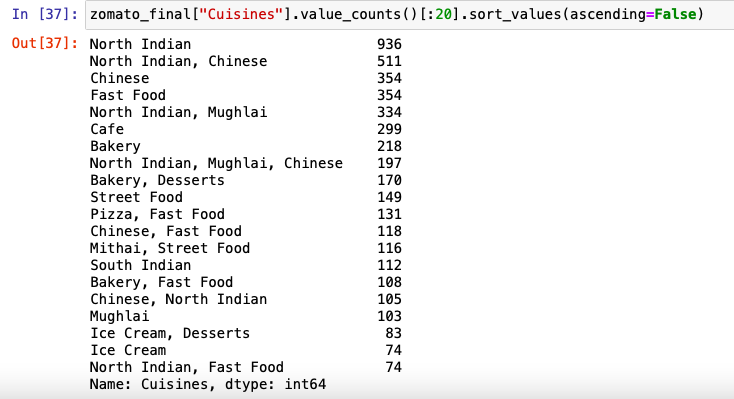 In [37]: zomato_final["Cuisines"].value_counts()[:20].sort_values(ascending=False)
Out[37]: North Indian 936
North Indian, Chinese 511
Chinese 354
Fast Food 354
North Indian, Mughlai 334
Cafe 299
Bakery 218
North Indian, Mughlai, Chinese 197
Bakery, Desserts 170
Street Food 149
Pizza, Fast Food 131
Chinese, Fast Food 118
Mithai, Street Food 116
South Indian 112
Bakery, Fast Food 108
Chinese, North Indian 105
Mughlai 103
Ice Cream, Desserts 83
Ice Cream 74
North Indian, Fast Food 74
Name: Cuisines, dtype: int64